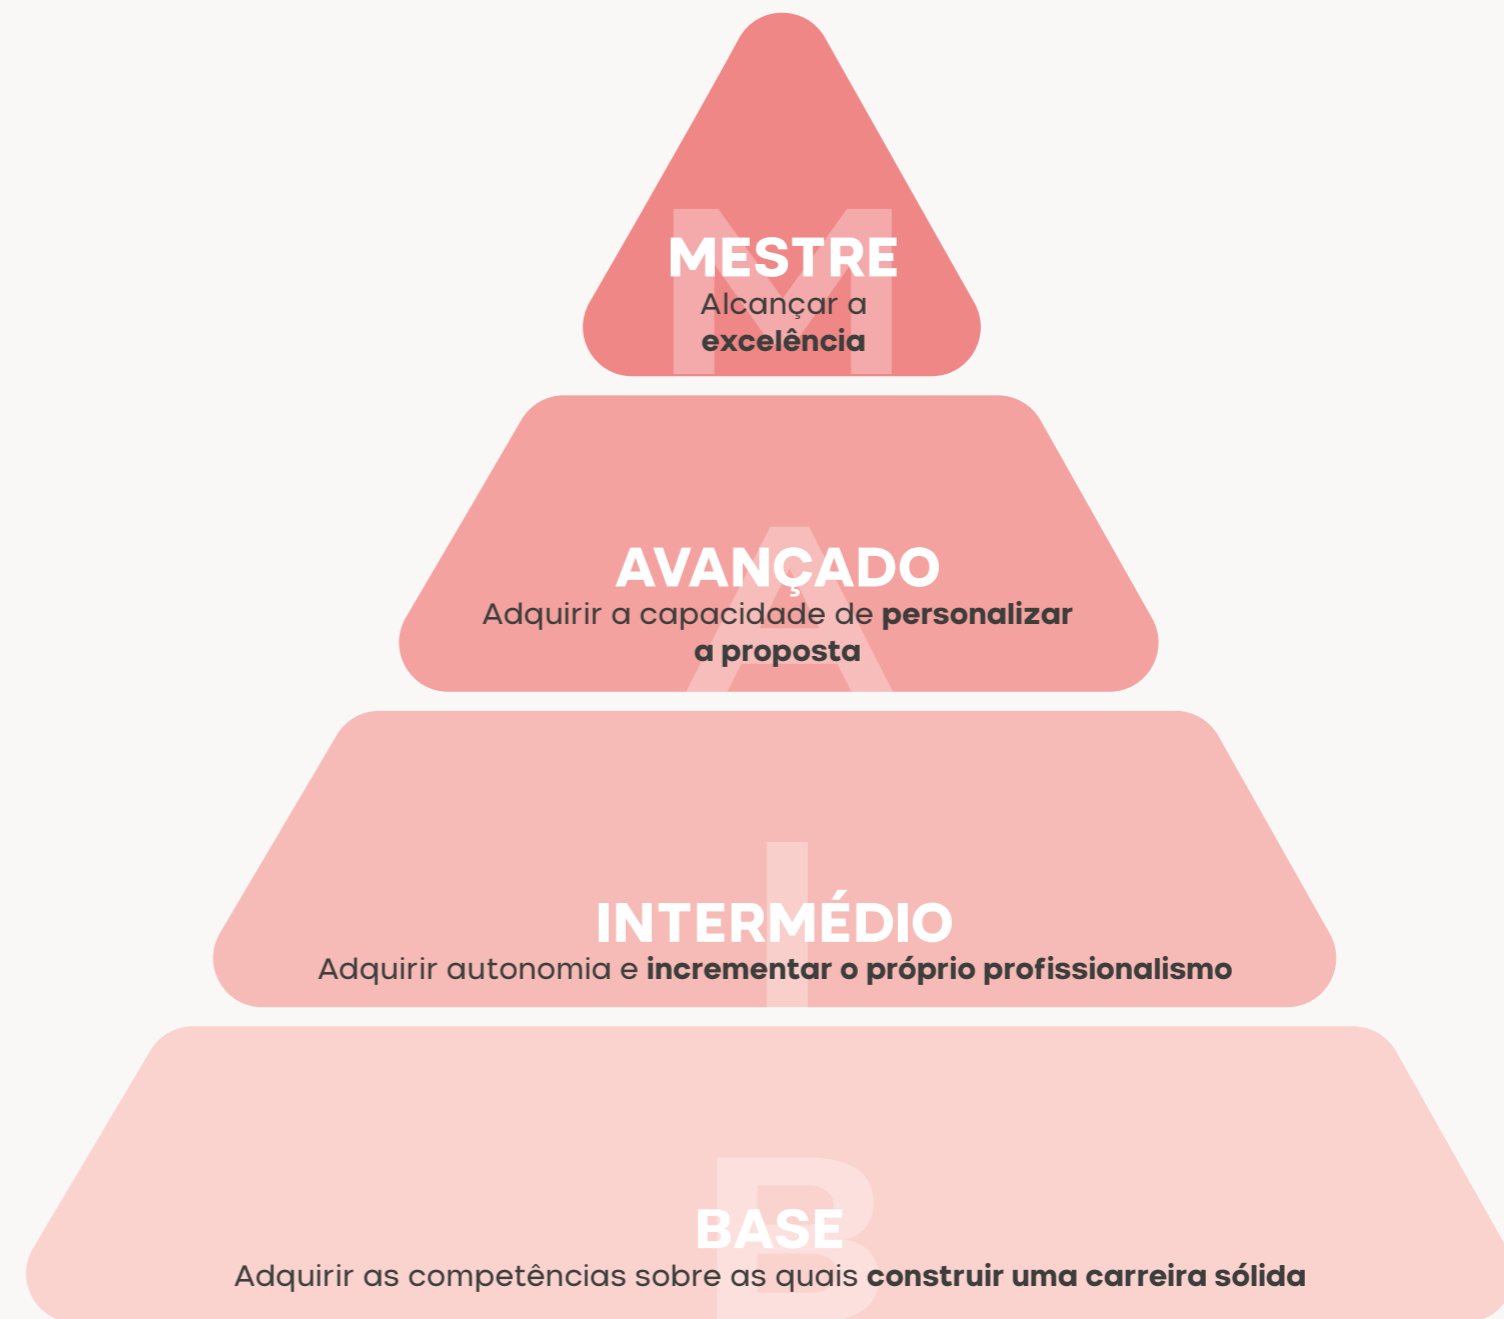 M
MESTRE
Alcançar a
excelência
A
AVANÇADO
Adquirir a capacidade de personalizar
a proposta
I
INTERMÉDIO
Adquirir autonomia e incrementar o próprio profissionalismo
B
BASE
Adquirir as competências sobre as quais construir uma carreira sólida